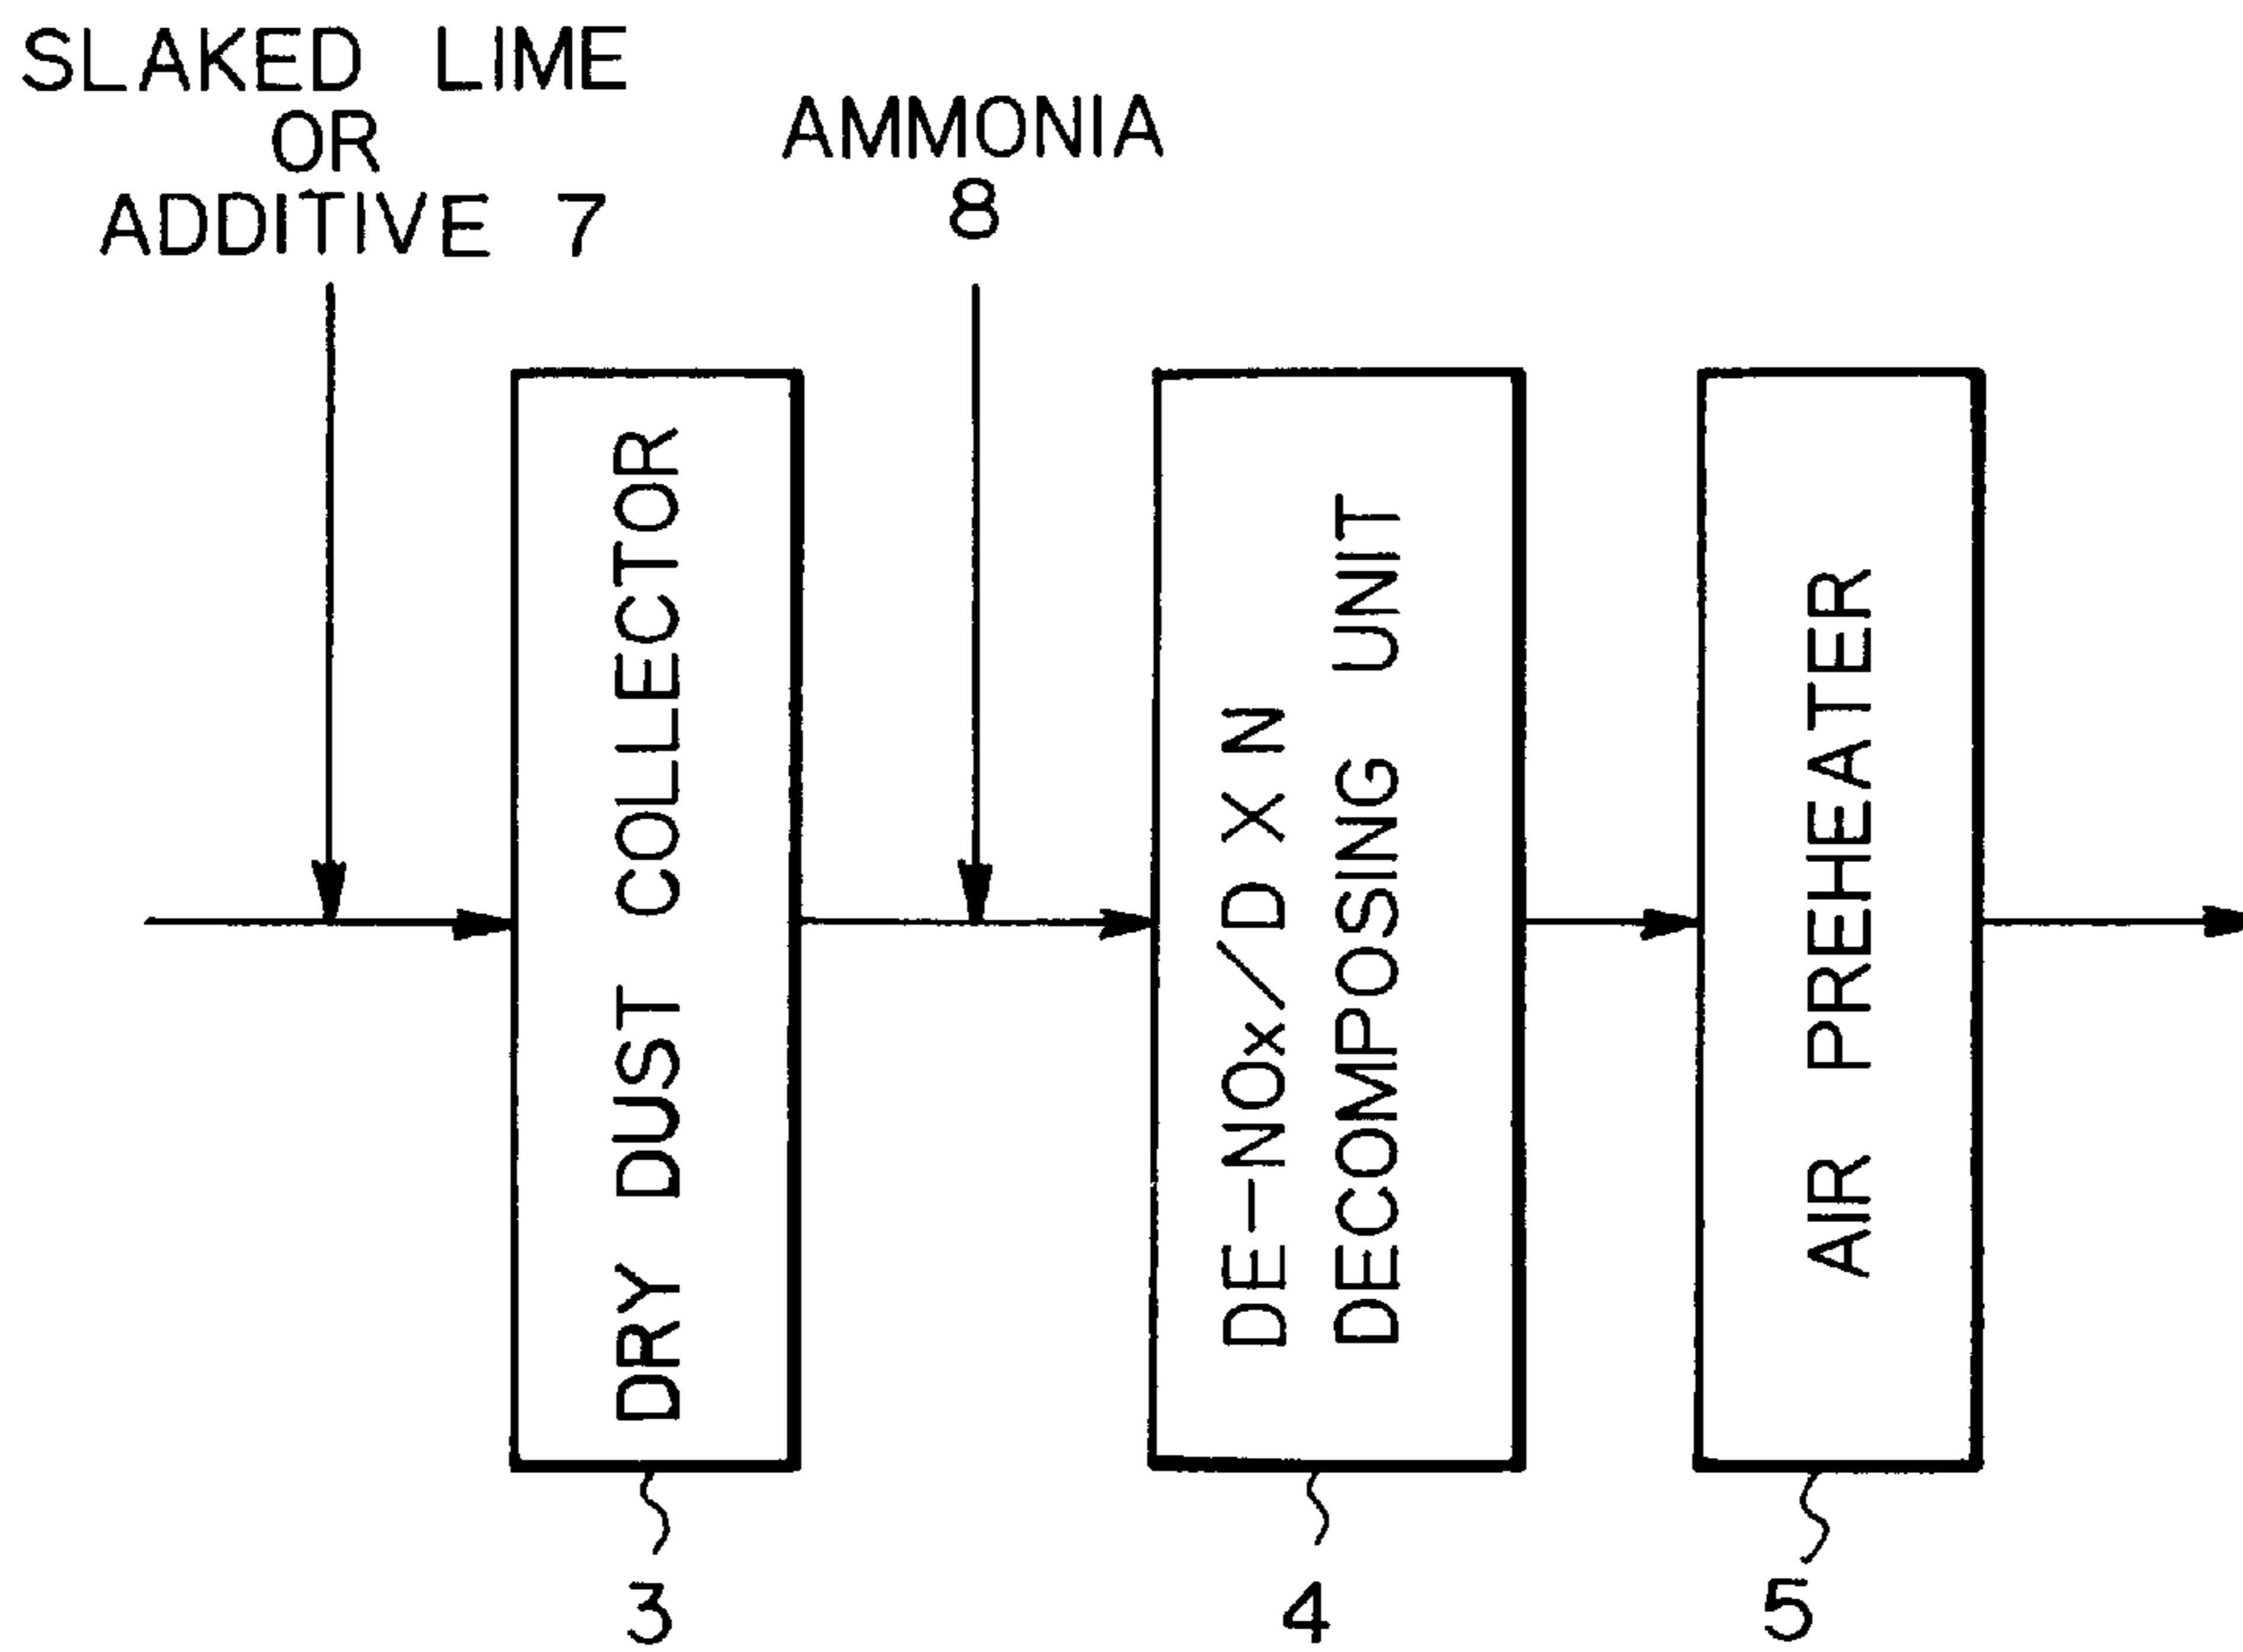 SLAKED LIME
OR
ADDITIVE 7
AMMONIA
8
DRY DUST COLLECTOR
DE-NOx/DXN
DECOMPOSING UNIT
AIR PREHEATER
3
4
5